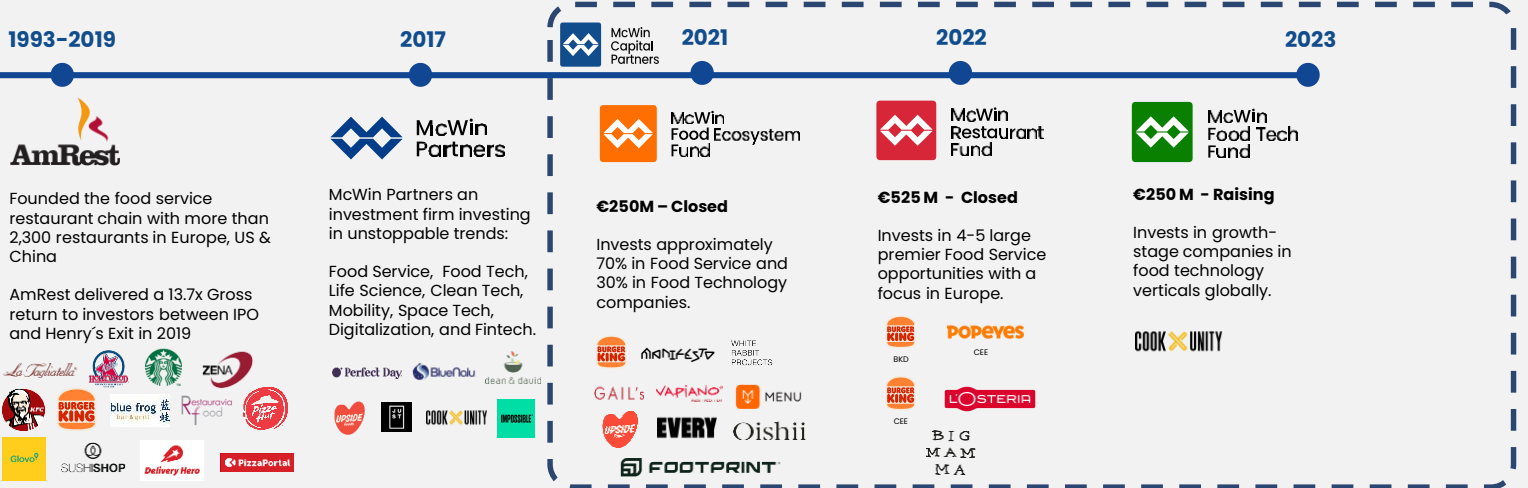 1993-2019
AmRest
Founded the food service
restaurant chain with more than
2,300 restaurants in Europe, US &
China
AmRest delivered a 13.7x Gross
return to investors between IPO
and Henry´s Exit in 2019
La Tagliatella
STARBUCKS
ZENA
KFC
BURGER
KING
blue frog 蓝
bar & grill 蛙
Restauravia
food
Pizza
Hut
Glovo
SUSHISHOP
Delivery Hero
PizzaPortal
2017
McWin
Partners
McWin Partners an
investment firm investing
in unstoppable trends:
Food Service, Food Tech,
Life Science, Clean Tech,
Mobility, Space Tech,
Digitalization, and Fintech.
Perfect Day
BlueNalu
dean & david
UPSIDE
FOODS
JU
ST
COOK UNITY
IMPOSSIBLE
McWin
Capital
Partners
2021
McWin
Food Ecosystem
Fund
€250M – Closed
Invests approximately
70% in Food Service and
30% in Food Technology
companies.
BURGER
KING
MANIFESTO
WHITE
RABBIT
PROJECTS
GAIL's
VAPIANO
MENU
UPSIDE
EVERY
Oishii
FOOTPRINT
2022
McWin
Restaurant
Fund
€525 M - Closed
Invests in 4-5 large
premier Food Service
opportunities with a
focus in Europe.
BURGER
KING
BKD
POPEYES
CEE
BURGER
KING
CEE
L'OSTERIA
BIG
MAM
MA
2023
McWin
Food Tech
Fund
€250 M - Raising
Invests in growth-
stage companies in
food technology
verticals globally.
COOK UNITY